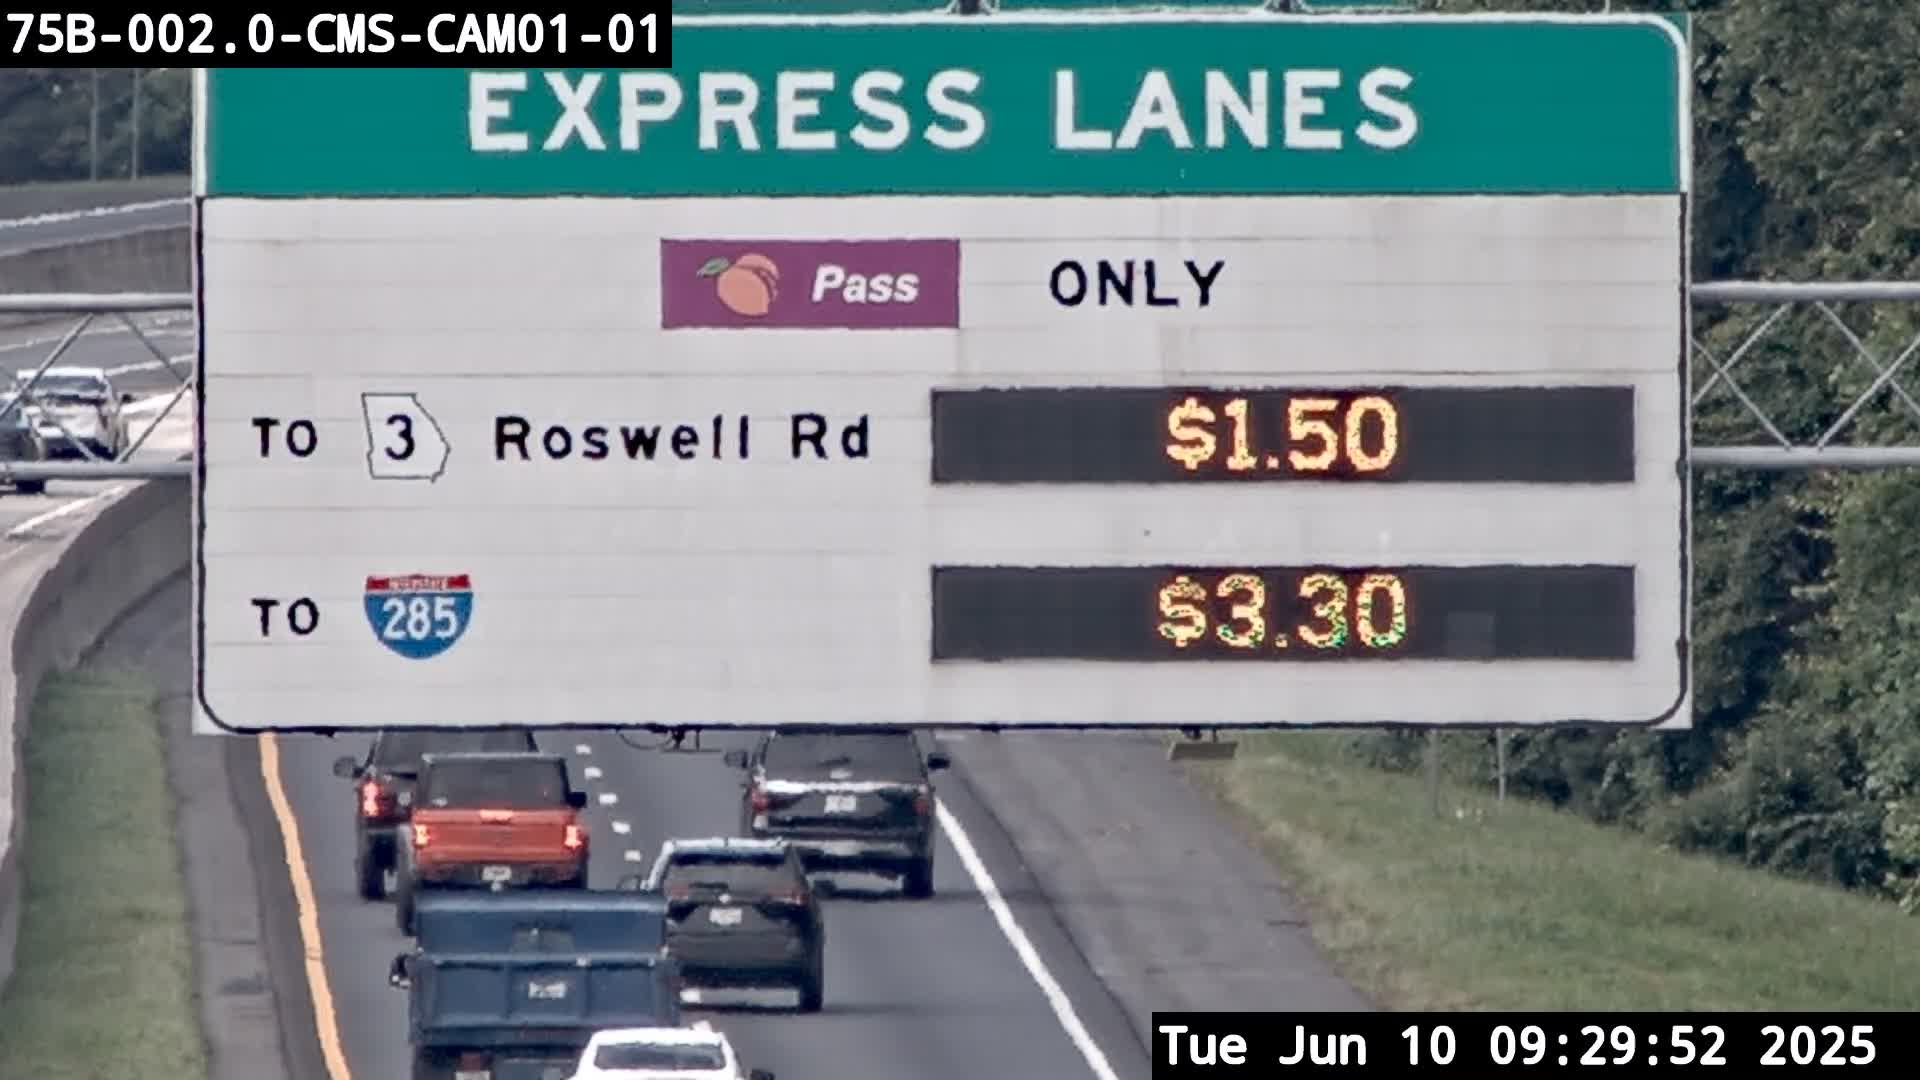 75B-002.0-CMS-CAM01-01
EXPRESS LANES
Pass ONLY
TO 3 Roswell Rd $1.50
INTERSTATE
TO 285 $3.30
Tue Jun 10 09:29:52 2025